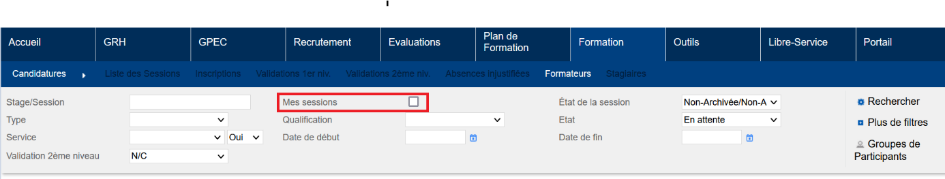 Accueil GRH GPEC Recrutement Evaluations Plan de Formation Formation Outils Libre-Service Portail
Candidatures Liste des Sessions Inscriptions Validations 1er niv. Validations 2ème niv. Absences injustifiées Formateurs Stagiaires
Stage/Session Mes sessions État de la session Non-Archivée/Non-A Rechercher
Type Qualification Etat En attente Plus de filtres
Service Oui Date de début Date de fin Groupes de Participants
Validation 2ème niveau N/C